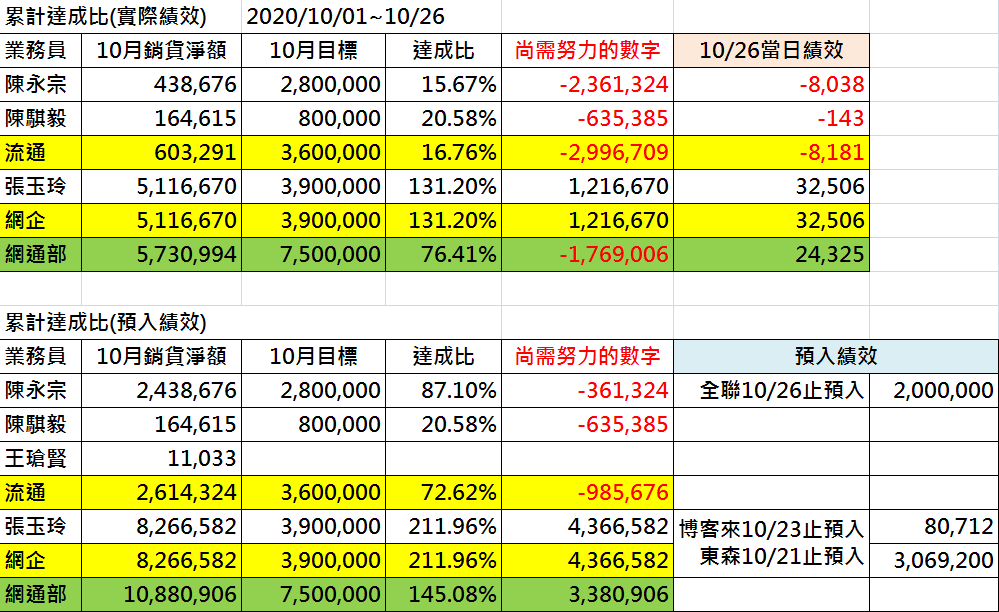 累計達成比(實際績效) 2020/10/01~10/26
業務員 10月銷貨淨額 10月目標 達成比 尚需努力的數字 10/26當日績效
陳永宗 438,676 2,800,000 15.67% -2,361,324 -8,038
陳騏毅 164,615 800,000 20.58% -635,385 -143
流通 603,291 3,600,000 16.76% -2,996,709 -8,181
張玉玲 5,116,670 3,900,000 131.20% 1,216,670 32,506
網企 5,116,670 3,900,000 131.20% 1,216,670 32,506
網通部 5,730,994 7,500,000 76.41% -1,769,006 24,325
累計達成比(預入績效)
業務員 10月銷貨淨額 10月目標 達成比 尚需努力的數字 預入績效
陳永宗 2,438,676 2,800,000 87.10% -361,324 全聯10/26止預入 2,000,000
陳騏毅 164,615 800,000 20.58% -635,385
王瑲賢 11,033
流通 2,614,324 3,600,000 72.62% -985,676
張玉玲 8,266,582 3,900,000 211.96% 4,366,582 博客來10/23止預入 80,712
網企 8,266,582 3,900,000 211.96% 4,366,582 東森10/21止預入 3,069,200
網通部 10,880,906 7,500,000 145.08% 3,380,906